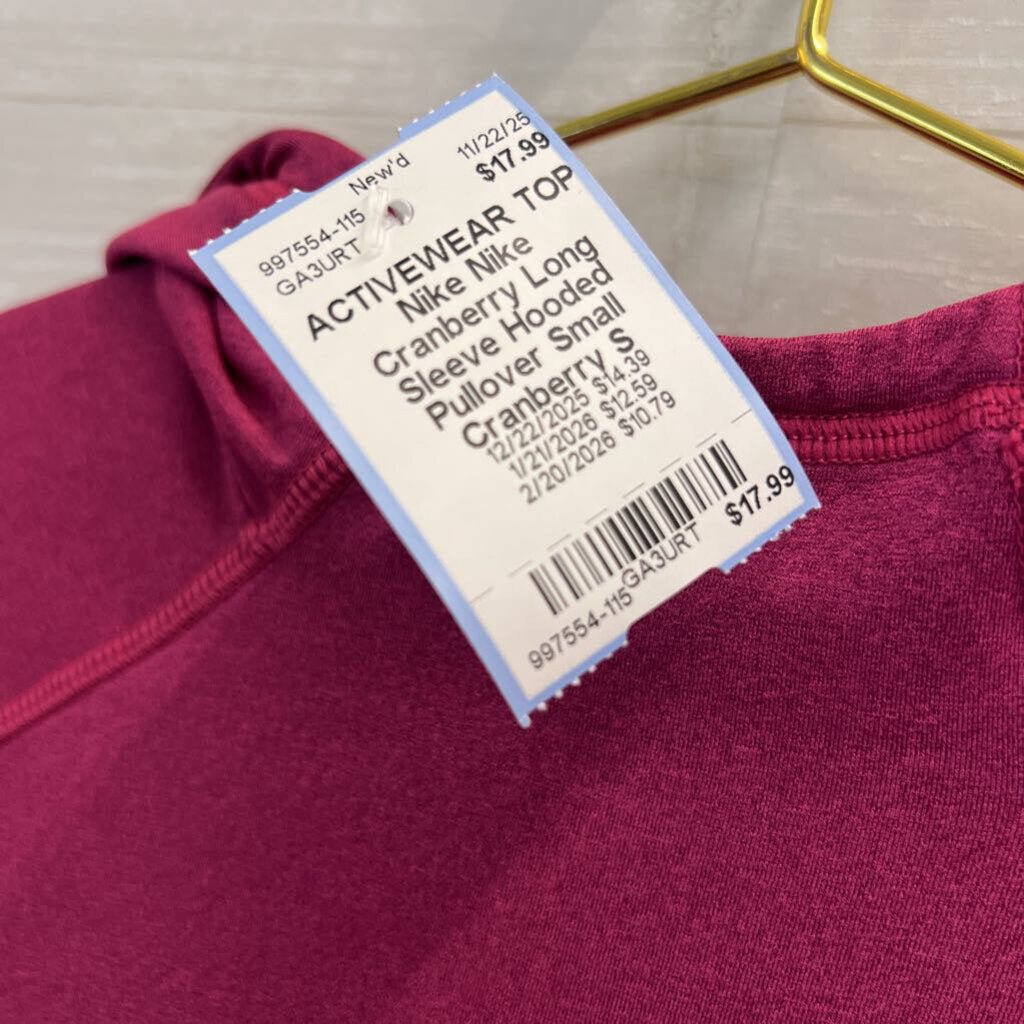 New'd 11/22/25
997554-115 $17.99
GA3URT
ACTIVEWEAR TOP
Nike Nike
Cranberry Long
Sleeve Hooded
Pullover Small
Cranberry S
12/22/2025 $14.39
1/21/2026 $12.59
2/20/2026 $10.79
$17.99
997554-115 GA3URT